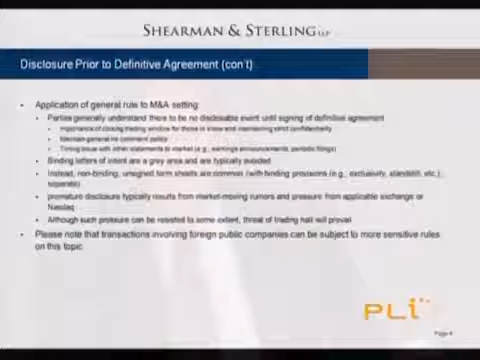 SHEARMAN & STERLING LLP
Disclosure Prior to Definitive Agreement (con't)
• Application of general rule to M&A setting:
• Parties generally understand there to be no disclosable event until signing of definitive agreement
• Importance of closing trading window for those in know and maintaining strict confidentiality
• Maintain general no comment policy
• Timing issue with other statements to market (e.g., earnings announcements, periodic filings)
• Binding letters of intent are a grey area and are typically avoided
• Instead, non-binding, unsigned term sheets are common (with binding provisions (e.g., exclusivity, standstill, etc.)
separate)
• premature disclosure typically results from market-moving rumors and pressure from applicable exchange or
Nasdaq
• Although such pressure can be resisted to some extent, threat of trading halt will prevail
• Please note that transactions involving foreign public companies can be subject to more sensitive rules
on this topic
PLi
Page